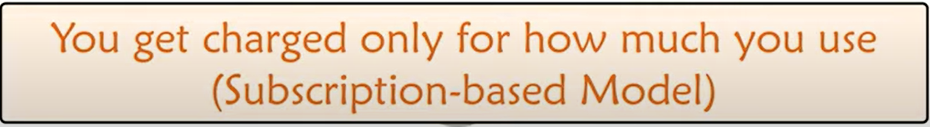 You get charged only for how much you use
(Subscription-based Model)